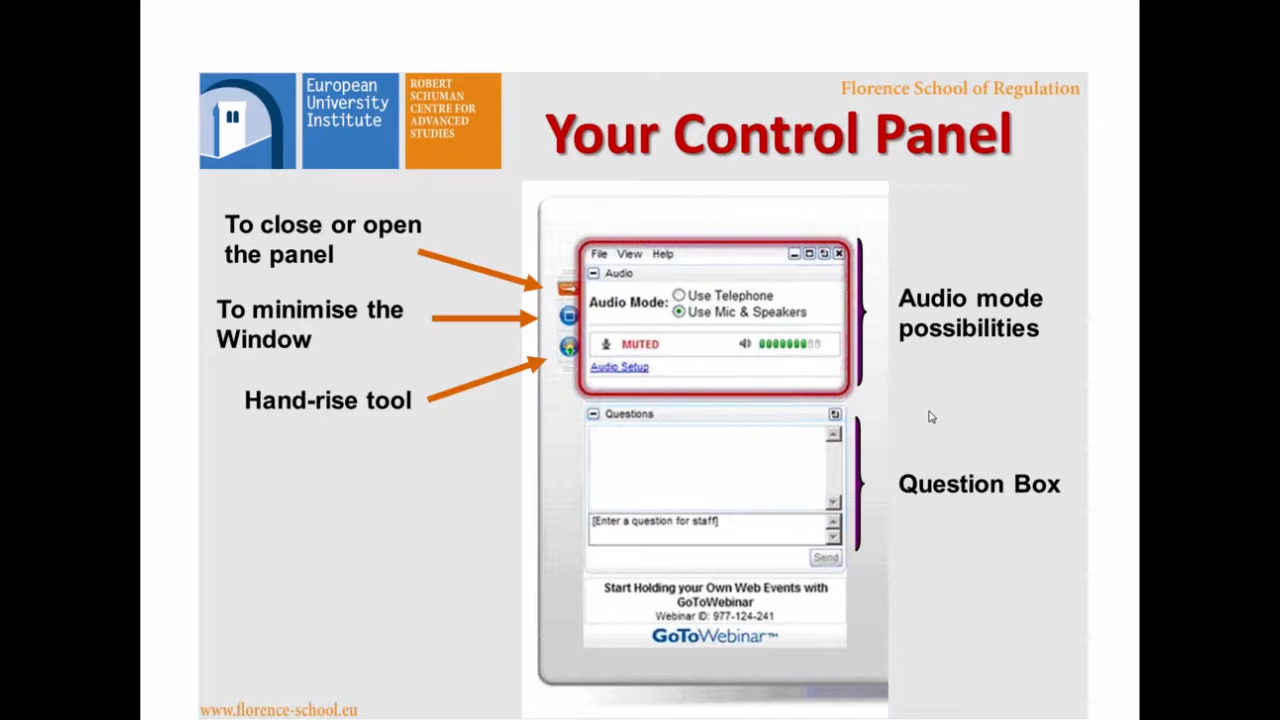 European
University
Institute
ROBERT
SCHUMAN
CENTRE FOR
ADVANCED
STUDIES
Florence School of Regulation
Your Control Panel
To close or open
the panel
To minimise the
Window
Hand-rise tool
File View Help
Audio
Audio Mode: Use Telephone
Use Mic & Speakers
MUTED
Audio Setup
Audio mode
possibilities
Questions
[Enter a question for staff]
Send
Question Box
Start Holding your Own Web Events with
GoToWebinar
Webinar ID: 977-124-241
GoToWebinar™
www.florence-school.eu